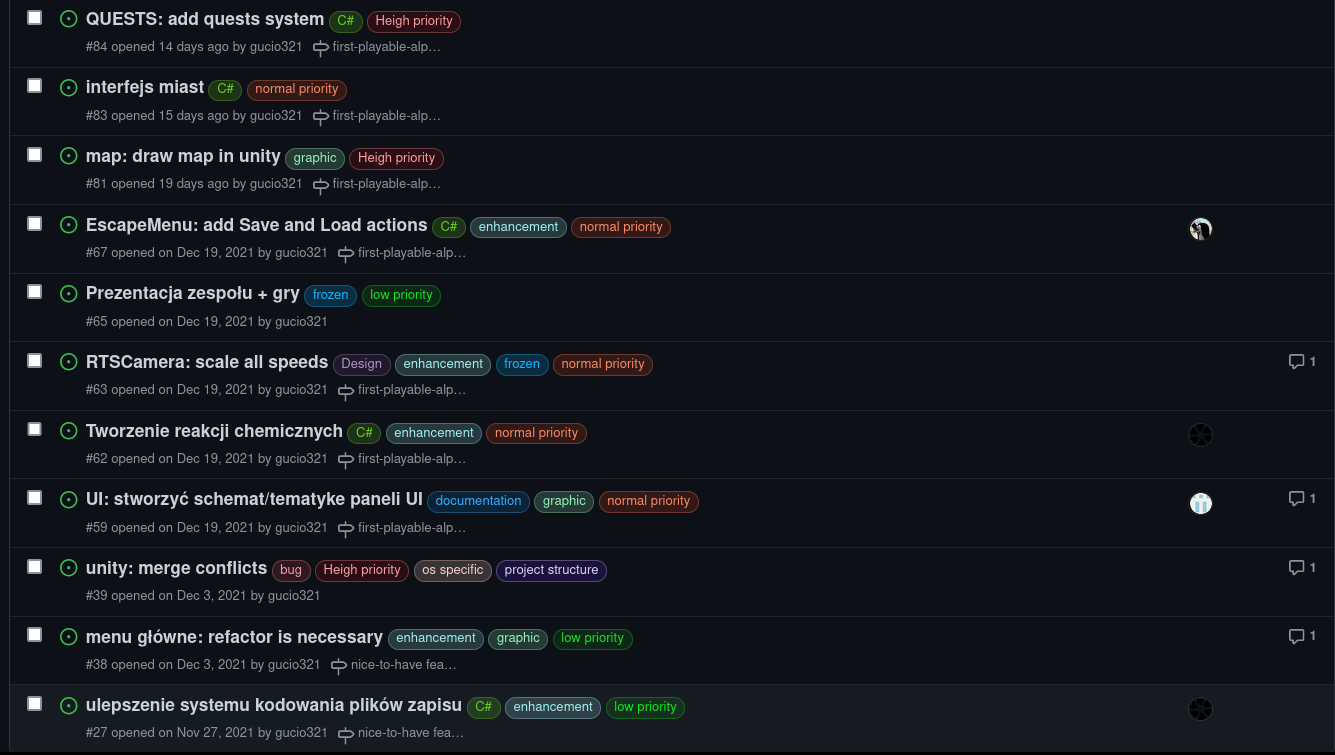 QUESTS: add quests system C# Heigh priority
#84 opened 14 days ago by gucio321 first-playable-alp…
interfejs miast C# normal priority
#83 opened 15 days ago by gucio321 first-playable-alp…
map: draw map in unity graphic Heigh priority
#81 opened 19 days ago by gucio321 first-playable-alp…
EscapeMenu: add Save and Load actions C# enhancement normal priority
#67 opened on Dec 19, 2021 by gucio321 first-playable-alp…
Prezentacja zespołu + gry frozen low priority
#65 opened on Dec 19, 2021 by gucio321
RTSCamera: scale all speeds Design enhancement frozen normal priority 1
#63 opened on Dec 19, 2021 by gucio321 first-playable-alp…
Tworzenie reakcji chemicznych C# enhancement normal priority
#62 opened on Dec 19, 2021 by gucio321 first-playable-alp…
UI: stworzyć schemat/tematyke paneli UI documentation graphic normal priority 1
#59 opened on Dec 19, 2021 by gucio321 first-playable-alp…
unity: merge conflicts bug Heigh priority os specific project structure 1
#39 opened on Dec 3, 2021 by gucio321
menu główne: refactor is necessary enhancement graphic low priority 1
#38 opened on Dec 3, 2021 by gucio321 nice-to-have fea…
ulepszenie systemu kodowania plików zapisu C# enhancement low priority
#27 opened on Nov 27, 2021 by gucio321 nice-to-have fea…